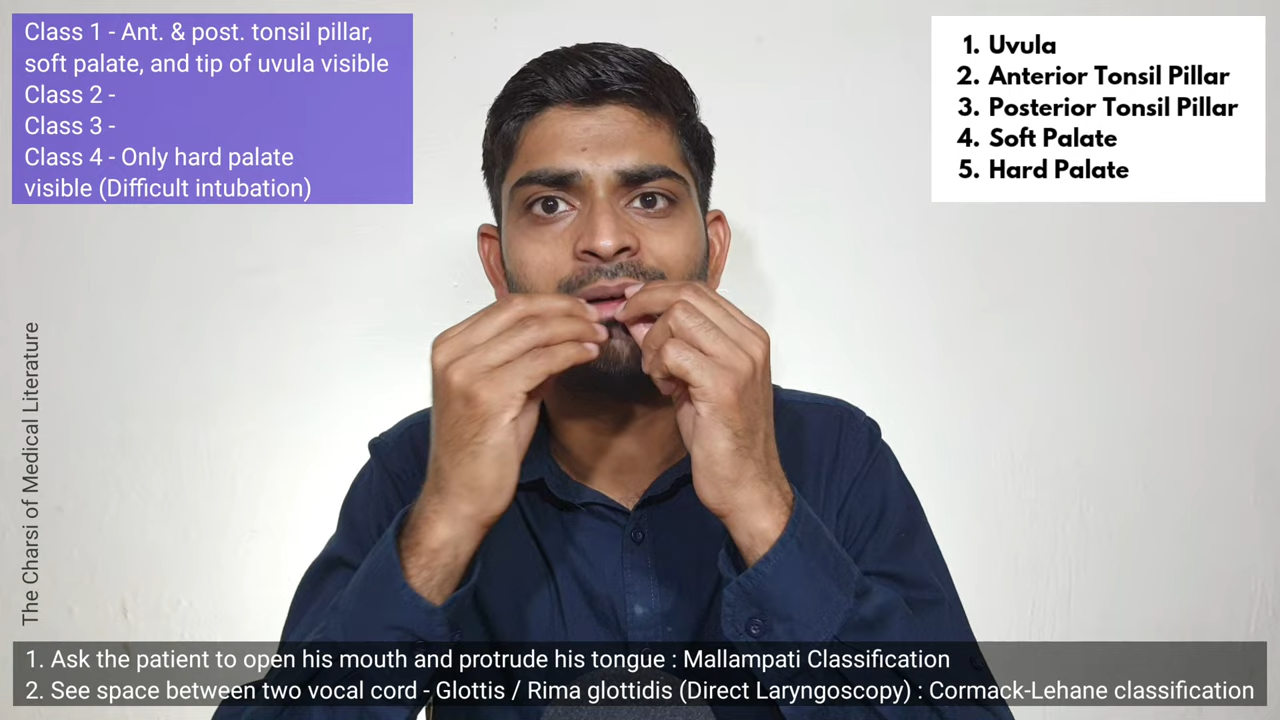 Class 1 - Ant. & post. tonsil pillar,
soft palate, and tip of uvula visible
Class 2 -
Class 3 -
Class 4 - Only hard palate
visible (Difficult intubation)
1. Uvula
2. Anterior Tonsil Pillar
3. Posterior Tonsil Pillar
4. Soft Palate
5. Hard Palate
The Charsi of Medical Literature
1. Ask the patient to open his mouth and protrude his tongue : Mallampati Classification
2. See space between two vocal cord - Glottis / Rima glottidis (Direct Laryngoscopy) : Cormack-Lehane classification